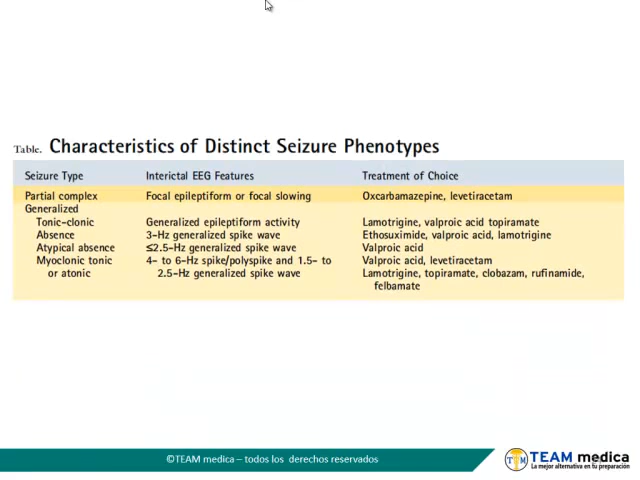 Table. Characteristics of Distinct Seizure Phenotypes
Seizure Type Interictal EEG Features Treatment of Choice
Partial complex Focal epileptiform or focal slowing Oxcarbamazepine, levetiracetam
Generalized
Tonic-clonic Generalized epileptiform activity Lamotrigine, valproic acid topiramate
Absence 3-Hz generalized spike wave Ethosuximide, valproic acid, lamotrigine
Atypical absence ≤2.5-Hz generalized spike wave Valproic acid
Myoclonic tonic 4- to 6-Hz spike/polyspike and 1.5- to Valproic acid, levetiracetam
or atonic 2.5-Hz generalized spike wave Lamotrigine, topiramate, clobazam, rufinamide,
felbamate
©TEAM medica – todos los derechos reservados
TM TEAM medica
La mejor alternativa en tu preparación